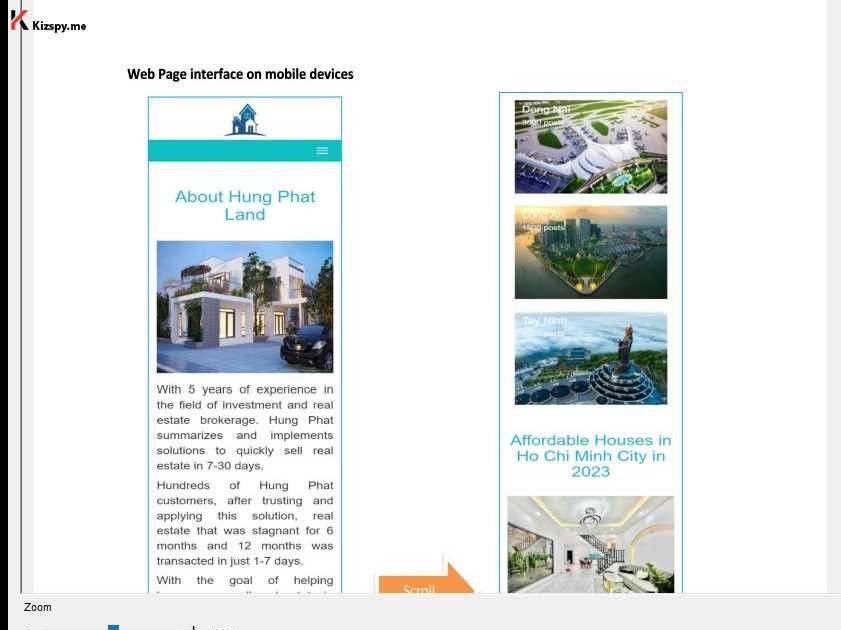 Kizspy.me
Web Page interface on mobile devices
About Hung Phat
Land
With 5 years of experience in
the field of investment and real
estate brokerage. Hung Phat
summarizes and implements
solutions to quickly sell real
estate in 7-30 days.
Hundreds of Hung Phat
customers, after trusting and
applying this solution, real
estate that was stagnant for 6
months and 12 months was
transacted in just 1-7 days.
With the goal of helping
Scroll
Dong Nai
3000 posts
Long An
1500 posts
Tay Ninh
posts
Affordable Houses in
Ho Chi Minh City in
2023
Zoom